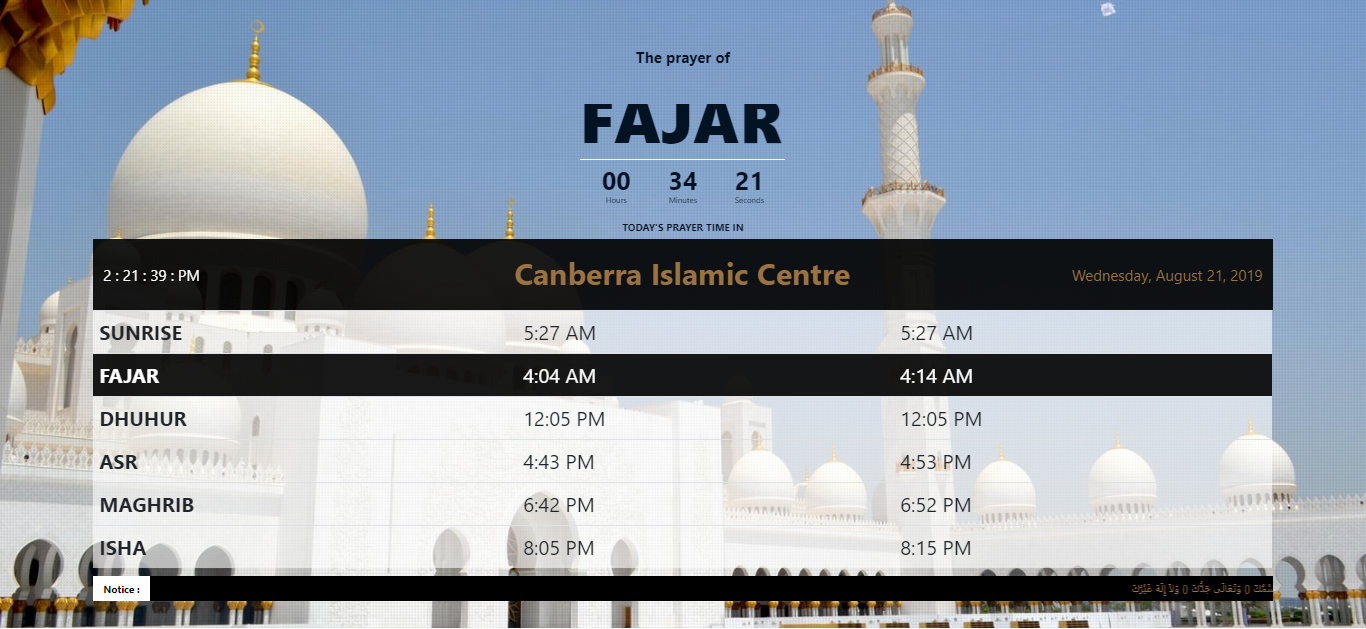 The prayer of
FAJAR
00 34 21
Hours Minutes Seconds
TODAY'S PRAYER TIME IN
2 : 21 : 39 : PM Canberra Islamic Centre Wednesday, August 21, 2019
SUNRISE 5:27 AM 5:27 AM
FAJAR 4:04 AM 4:14 AM
DHUHUR 12:05 PM 12:05 PM
ASR 4:43 PM 4:53 PM
MAGHRIB 6:42 PM 6:52 PM
ISHA 8:05 PM 8:15 PM
Notice : () وَتَعَالَى جَدُّكَ () وَلاَ إِلَهَ غَيْرُكَ